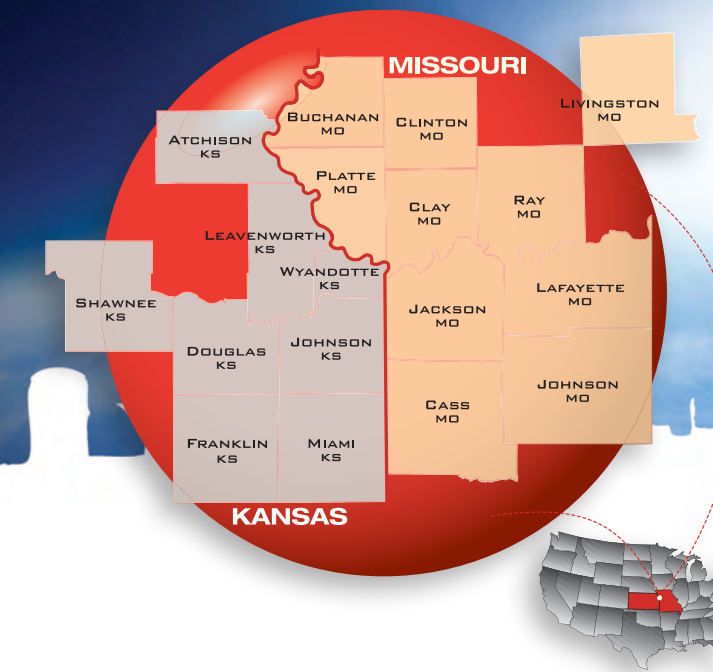 MISSOURI
LIVINGSTON
MO
BUCHANAN
MO
CLINTON
MO
ATCHISON
KS
PLATTE
MO
CLAY
MO
RAY
MO
LEAVENWORTH
KS
WYANDOTTE
KS
SHAWNEE
KS
JACKSON
MO
LAFAYETTE
MO
DOUGLAS
KS
JOHNSON
KS
JOHNSON
MO
CASS
MO
FRANKLIN
KS
MIAMI
KS
KANSAS